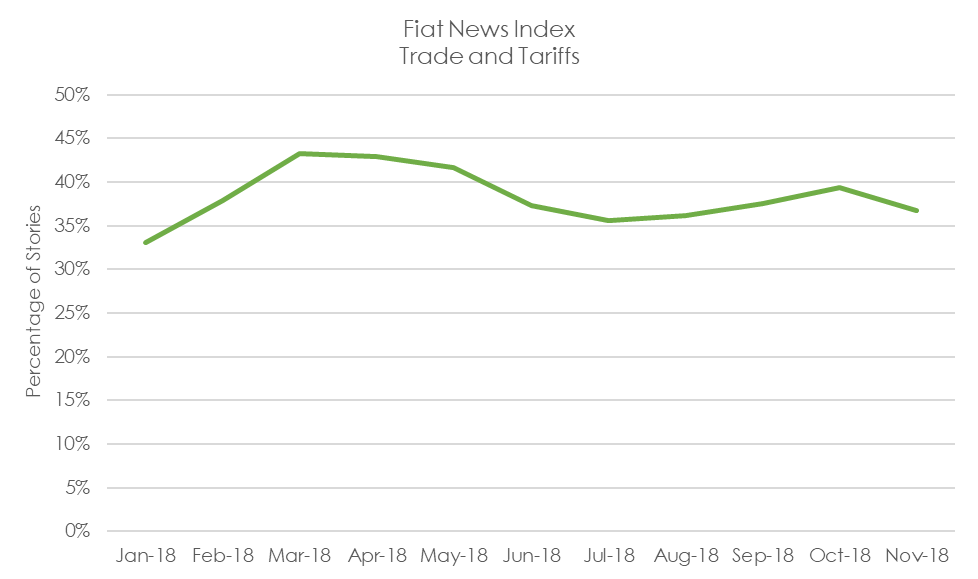 Fiat News Index
Trade and Tariffs
Percentage of Stories
50%
45%
40%
35%
30%
25%
20%
15%
10%
5%
0%
Jan-18 Feb-18 Mar-18 Apr-18 May-18 Jun-18 Jul-18 Aug-18 Sep-18 Oct-18 Nov-18